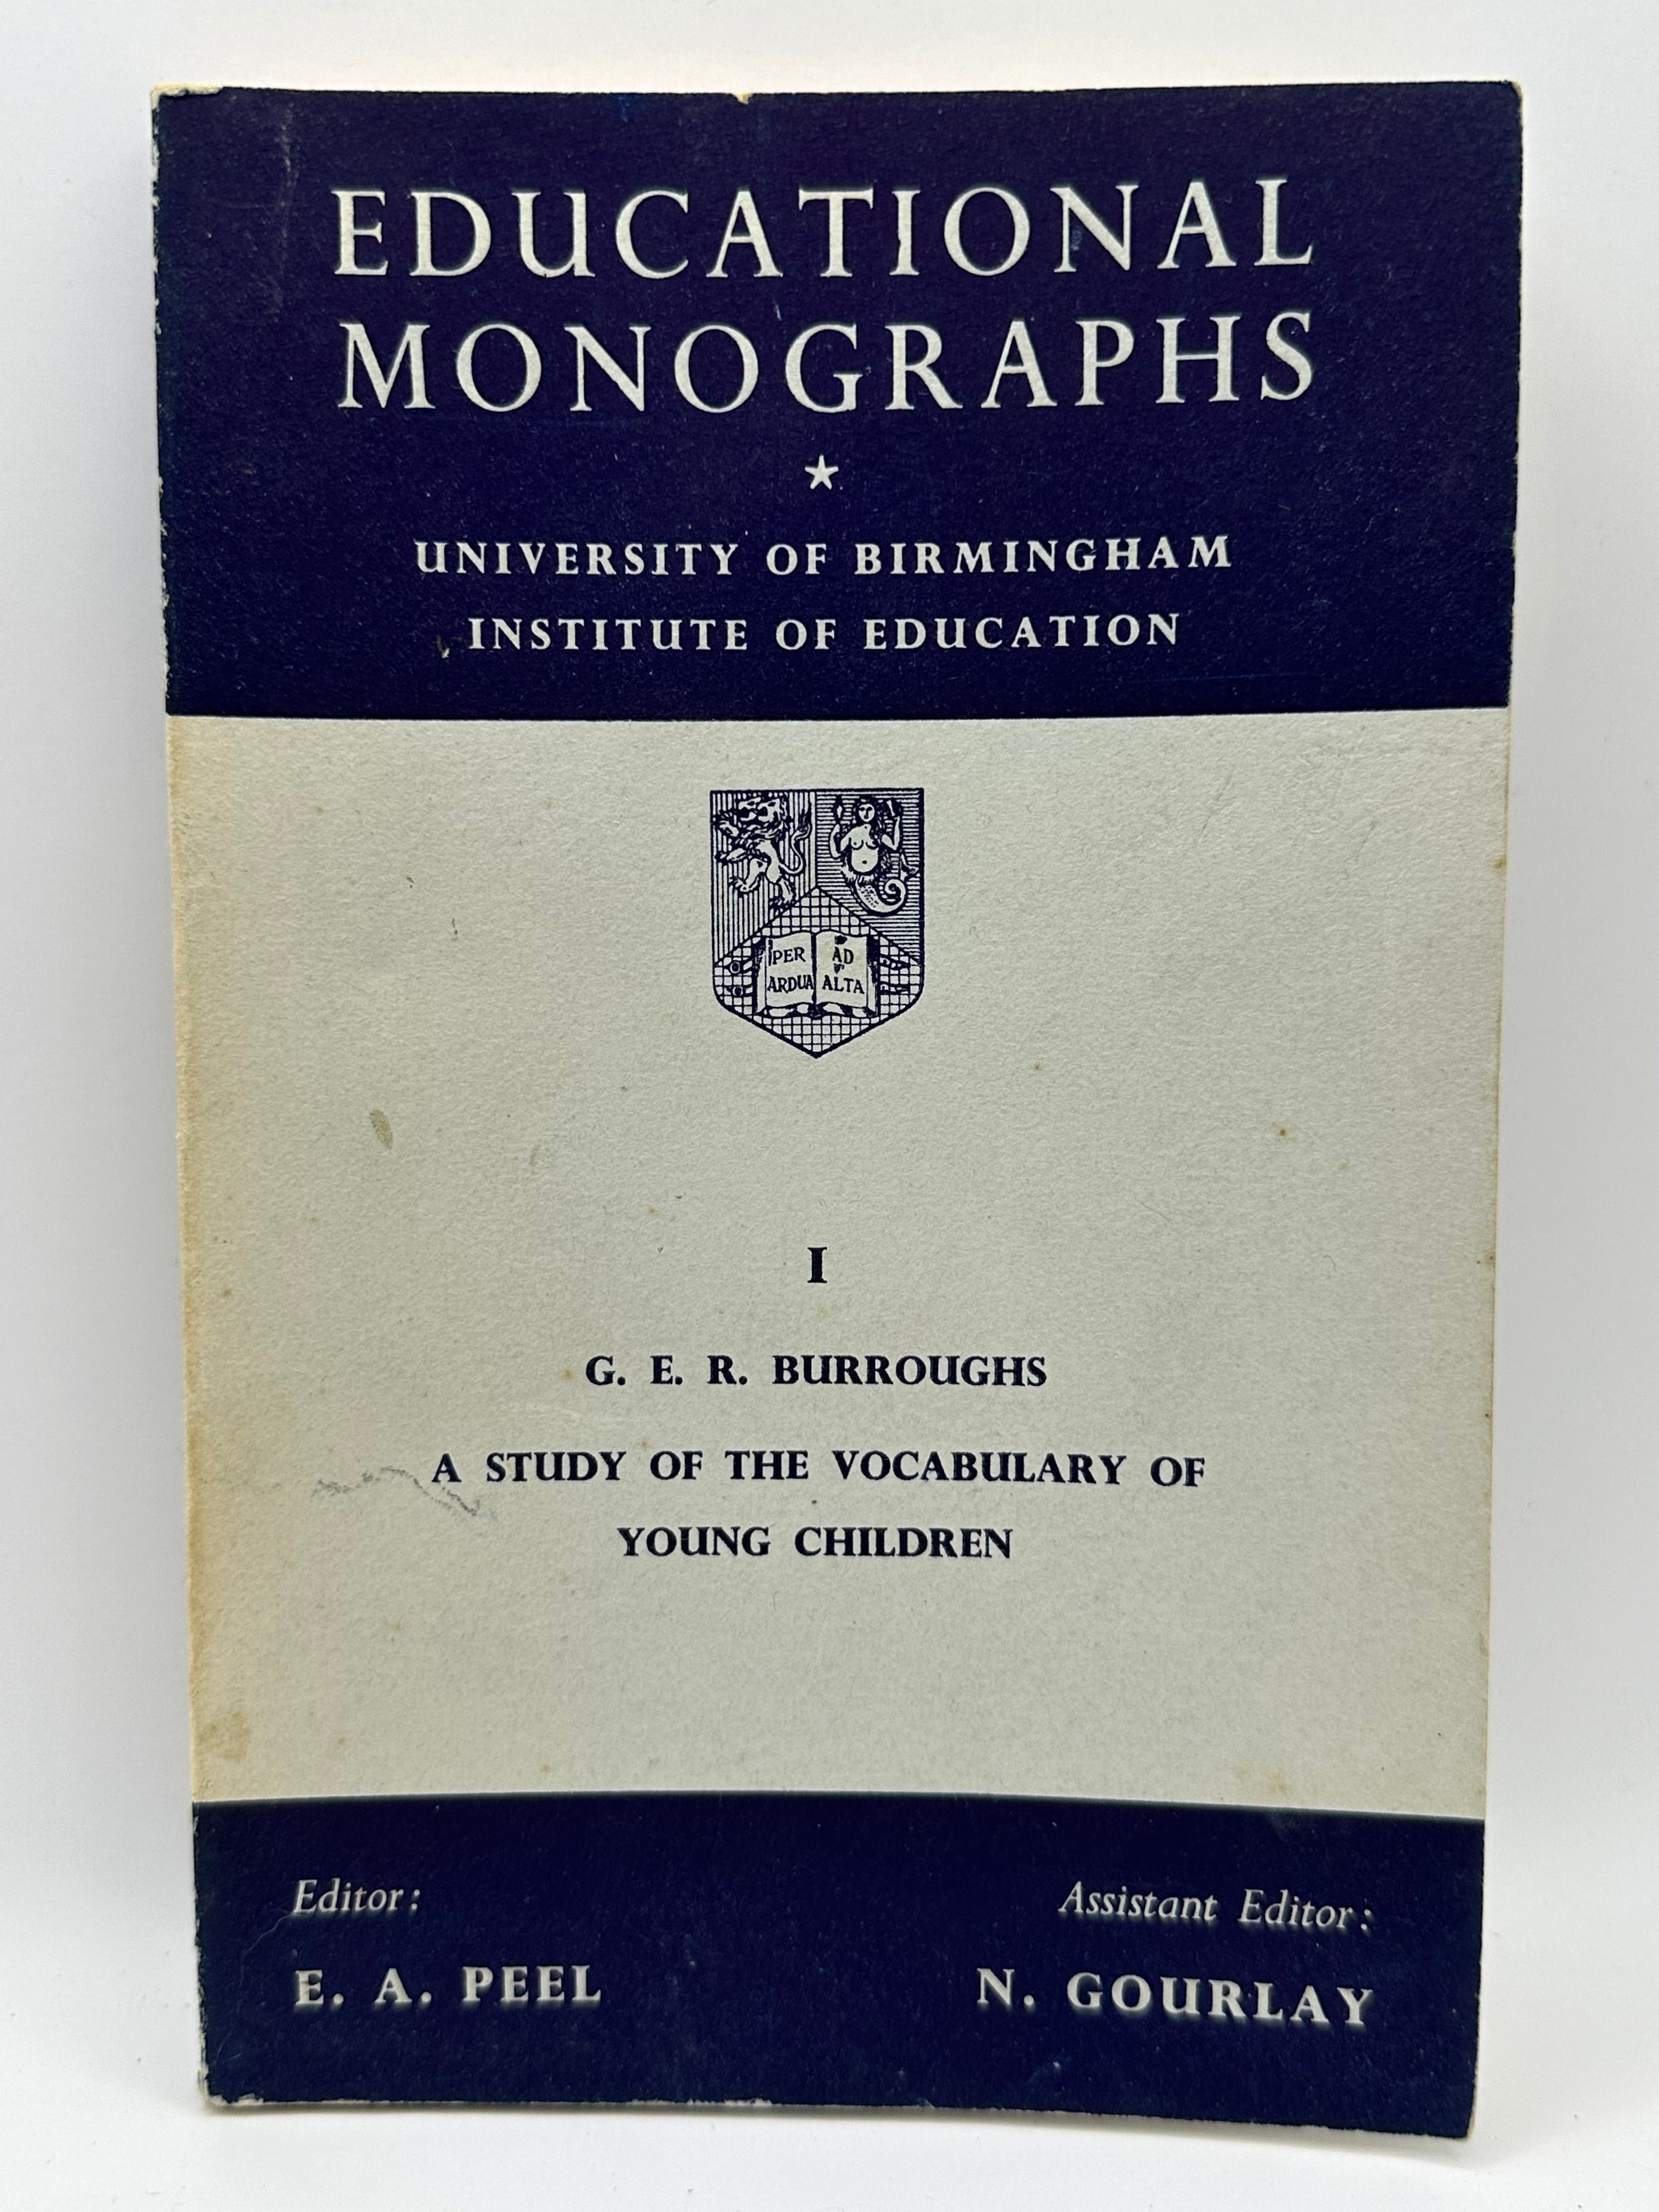 EDUCATIONAL
MONOGRAPHS
UNIVERSITY OF BIRMINGHAM
INSTITUTE OF EDUCATION
PER AD
ARDUA ALTA
I
G. E. R. BURROUGHS
A STUDY OF THE VOCABULARY OF
YOUNG CHILDREN
Editor: Assistant Editor:
E. A. PEEL N. GOURLAY